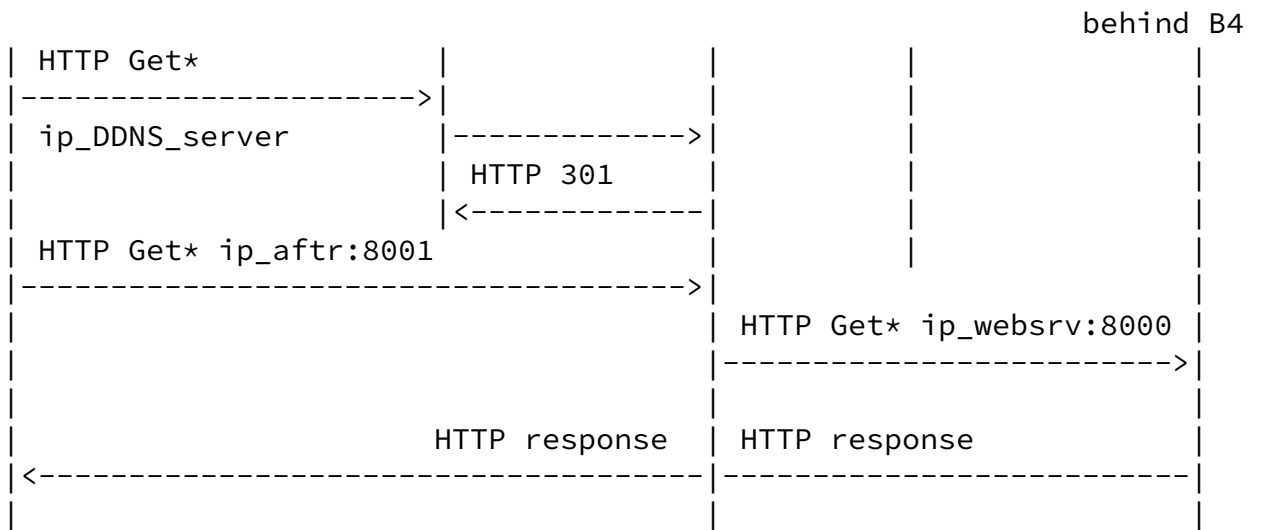 behind B4
HTTP Get*
ip_DDNS_server
HTTP 301
HTTP Get* ip_aftr:8001
HTTP Get* ip_websrv:8000
HTTP response HTTP response